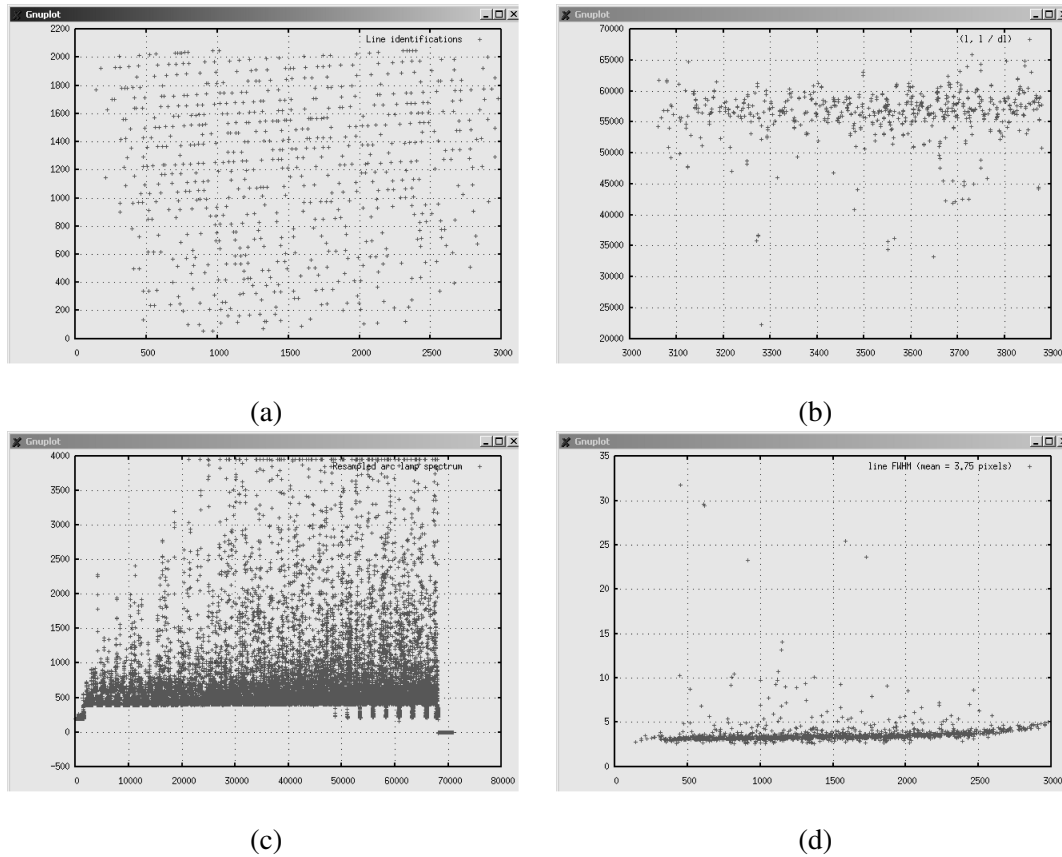 Gnuplot
Line identifications +
2200
2000
1800
1600
1400
1200
1000
800
600
400
200
0
0 500 1000 1500 2000 2500 3000
(a)
Gnuplot
(l, l / dl) +
70000
65000
60000
55000
50000
45000
40000
35000
30000
25000
20000
3000 3100 3200 3300 3400 3500 3600 3700 3800 3900
(b)
Gnuplot
Resampled arc lamp spectrum +
4000
3500
3000
2500
2000
1500
1000
500
0
-500
0 10000 20000 30000 40000 50000 60000 70000 80000
(c)
Gnuplot
line FWHM (mean = 3.75 pixels) +
35
30
25
20
15
10
5
0
0 500 1000 1500 2000 2500 3000
(d)